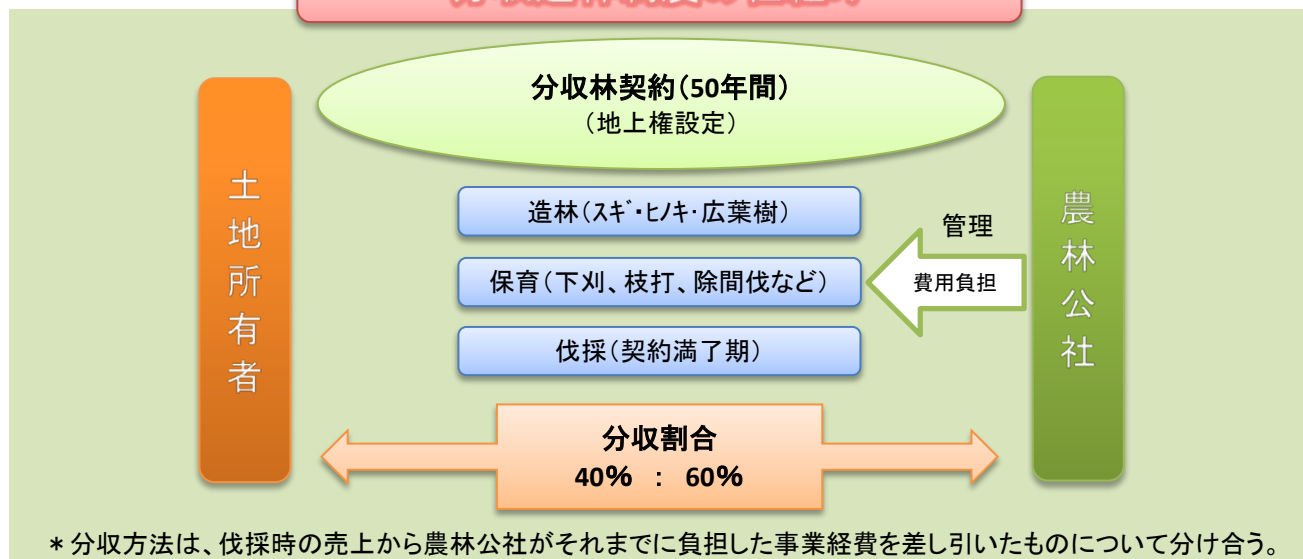 分収林契約(50年間)
(地上権設定)
土地所有者
造林(スギ・ヒノキ・広葉樹)
保育(下刈、枝打、除間伐など)
伐採(契約満了期)
管理
費用負担
農林公社
分収割合
40% : 60%
*分収方法は、伐採時の売上から農林公社がそれまでに負担した事業経費を差し引いたものについて分け合う。